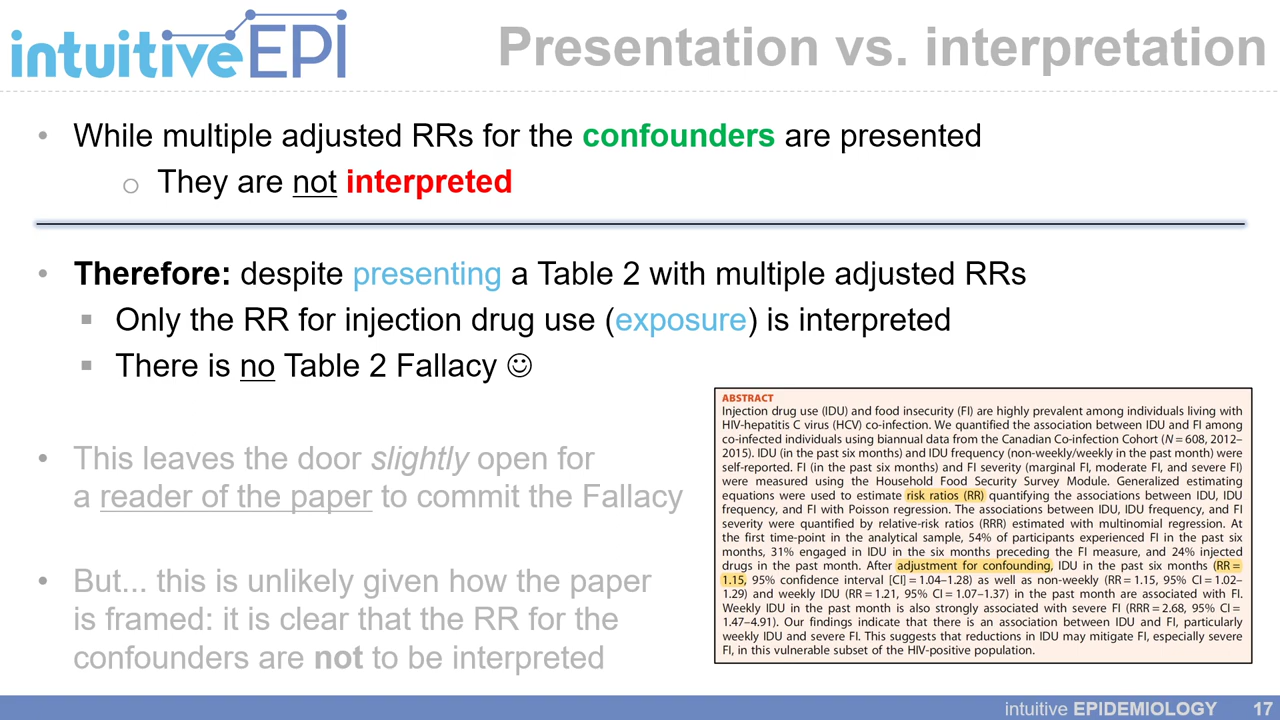 intuitiveEPI
Presentation vs. interpretation
• While multiple adjusted RRs for the confounders are presented
o They are not interpreted
• Therefore: despite presenting a Table 2 with multiple adjusted RRs
▪ Only the RR for injection drug use (exposure) is interpreted
▪ There is no Table 2 Fallacy ☺
• This leaves the door slightly open for
a reader of the paper to commit the Fallacy
• But... this is unlikely given how the paper
is framed: it is clear that the RR for the
confounders are not to be interpreted
ABSTRACT
Injection drug use (IDU) and food insecurity (FI) are highly prevalent among individuals living with
HIV-hepatitis C virus (HCV) co-infection. We quantified the association between IDU and FI among
co-infected individuals using biannual data from the Canadian Co-infection Cohort (N = 608, 2012–
2015). IDU (in the past six months) and IDU frequency (non-weekly/weekly in the past month) were
self-reported. FI (in the past six months) and FI severity (marginal FI, moderate FI, and severe FI)
were measured using the Household Food Security Survey Module. Generalized estimating
equations were used to estimate risk ratios (RR) quantifying the associations between IDU, IDU
frequency, and FI with Poisson regression. The associations between IDU, IDU frequency, and FI
severity were quantified by relative-risk ratios (RRR) estimated with multinomial regression. At
the first time-point in the analytical sample, 54% of participants experienced FI in the past six
months, 31% engaged in IDU in the six months preceding the FI measure, and 24% injected
drugs in the past month. After adjustment for confounding, IDU in the past six months (RR =
1.15, 95% confidence interval [CI] = 1.04–1.28) as well as non-weekly (RR = 1.15, 95% CI = 1.02–
1.29) and weekly IDU (RR = 1.21, 95% CI = 1.07–1.37) in the past month are associated with FI.
Weekly IDU in the past month is also strongly associated with severe FI (RRR = 2.68, 95% CI =
1.47–4.91). Our findings indicate that there is an association between IDU and FI, particularly
weekly IDU and severe FI. This suggests that reductions in IDU may mitigate FI, especially severe
FI, in this vulnerable subset of the HIV-positive population.
intuitive EPIDEMIOLOGY 17